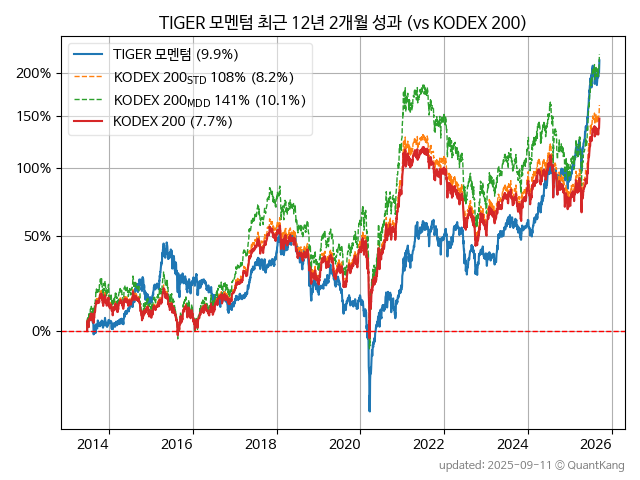 TIGER 모멘텀 최근 12년 2개월 성과 (vs KODEX 200)
TIGER 모멘텀 (9.9%)
KODEX 200STD 108% (8.2%)
KODEX 200MDD 141% (10.1%)
KODEX 200 (7.7%)
200%
150%
100%
50%
0%
2014 2016 2018 2020 2022 2024 2026
updated: 2025-09-11 © QuantKang